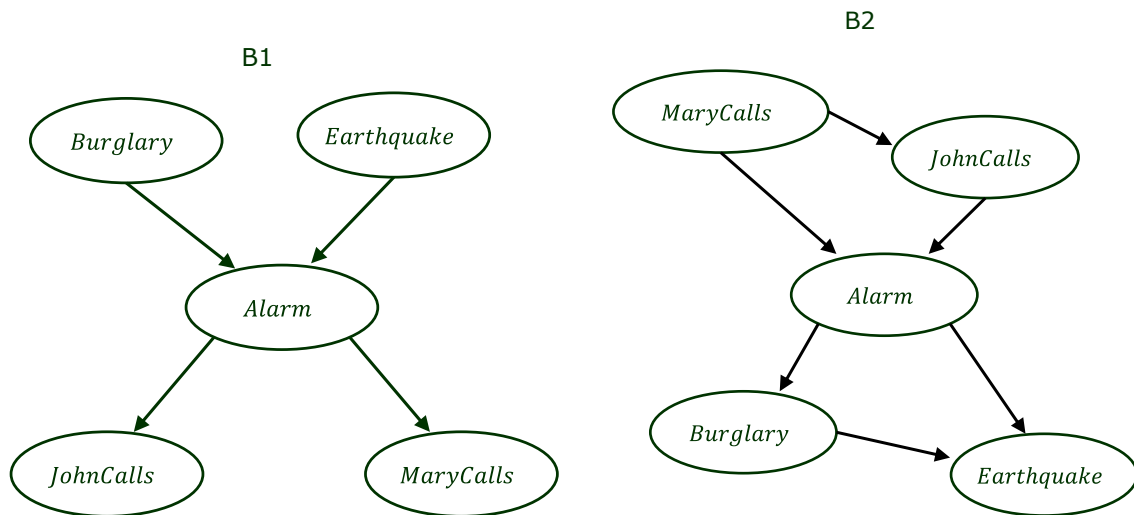 B1
Burglary
Earthquake
Alarm
JohnCalls
MaryCalls
B2
MaryCalls
JohnCalls
Alarm
Burglary
Earthquake